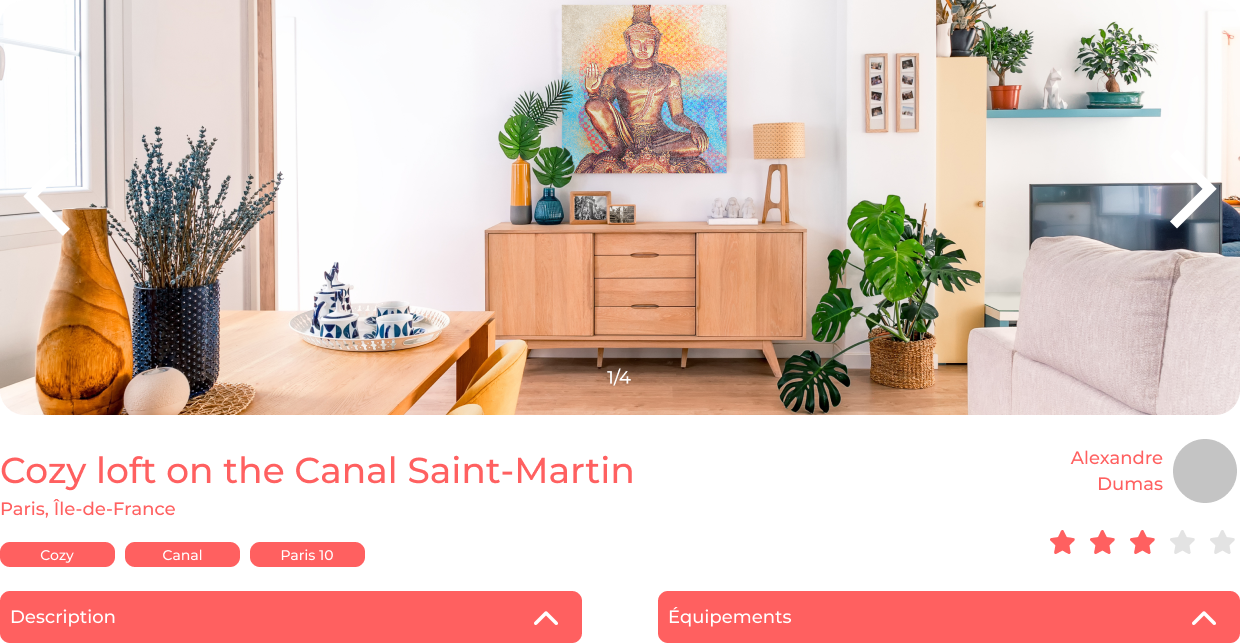 1/4
Cozy loft on the Canal Saint-Martin
Paris, Île-de-France
Alexandre
Dumas
Cozy
Canal
Paris 10
Description
Équipements